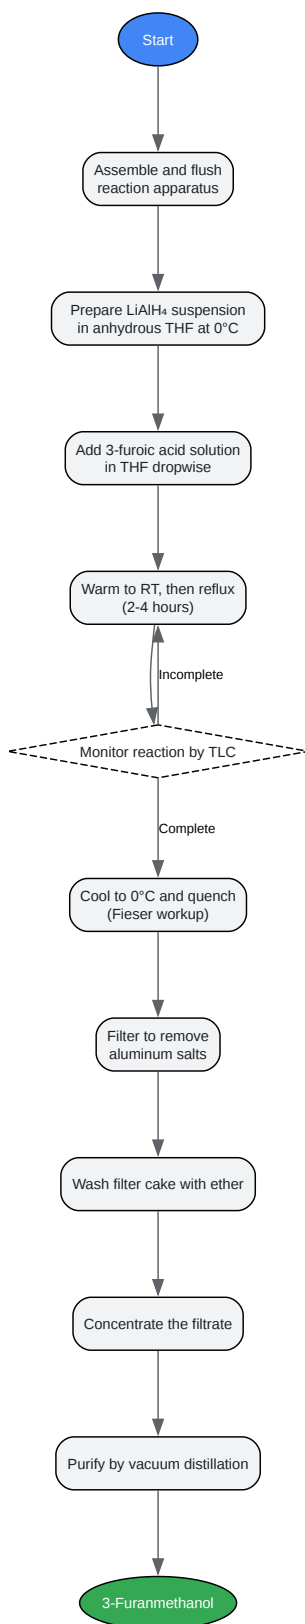 Start
Assemble and flush
reaction apparatus
Prepare LiAlH₄ suspension
in anhydrous THF at 0°C
Add 3-furoic acid solution
in THF dropwise
Warm to RT, then reflux
(2-4 hours)
Incomplete
Monitor reaction by TLC
Complete
Cool to 0°C and quench
(Fieser workup)
Filter to remove
aluminum salts
Wash filter cake with ether
Concentrate the filtrate
Purify by vacuum distillation
3-Furanmethanol